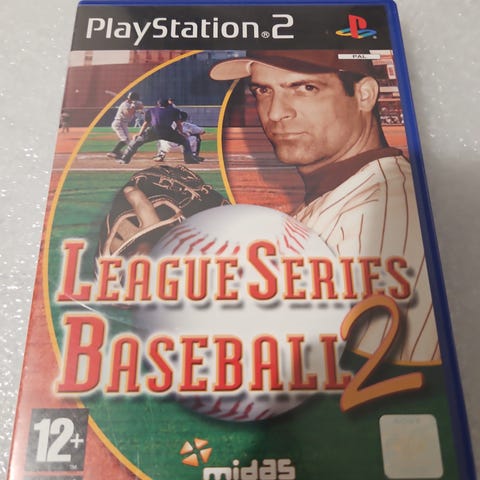 PlayStation®2
PAL
LEAGUE SERIES
BASEBALL 2
12+
midas